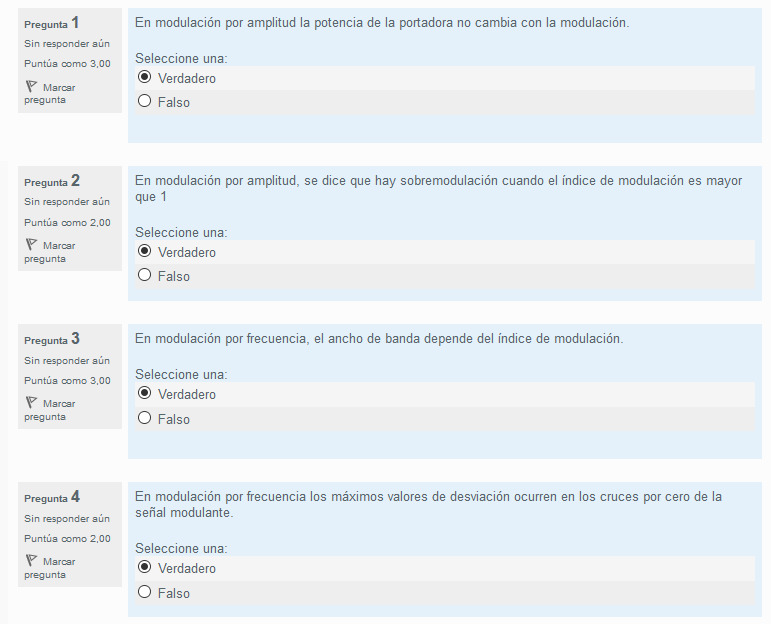 Pregunta 1
Sin responder aún
Puntúa como 3,00
Marcar
pregunta
En modulación por amplitud la potencia de la portadora no cambia con la modulación.
Seleccione una:
Verdadero
Falso
Pregunta 2
Sin responder aún
Puntúa como 2,00
Marcar
pregunta
En modulación por amplitud, se dice que hay sobremodulación cuando el índice de modulación es mayor
que 1
Seleccione una:
Verdadero
Falso
Pregunta 3
Sin responder aún
Puntúa como 3,00
Marcar
pregunta
En modulación por frecuencia, el ancho de banda depende del índice de modulación.
Seleccione una:
Verdadero
Falso
Pregunta 4
Sin responder aún
Puntúa como 2,00
Marcar
pregunta
En modulación por frecuencia los máximos valores de desviación ocurren en los cruces por cero de la
señal modulante.
Seleccione una:
Verdadero
Falso